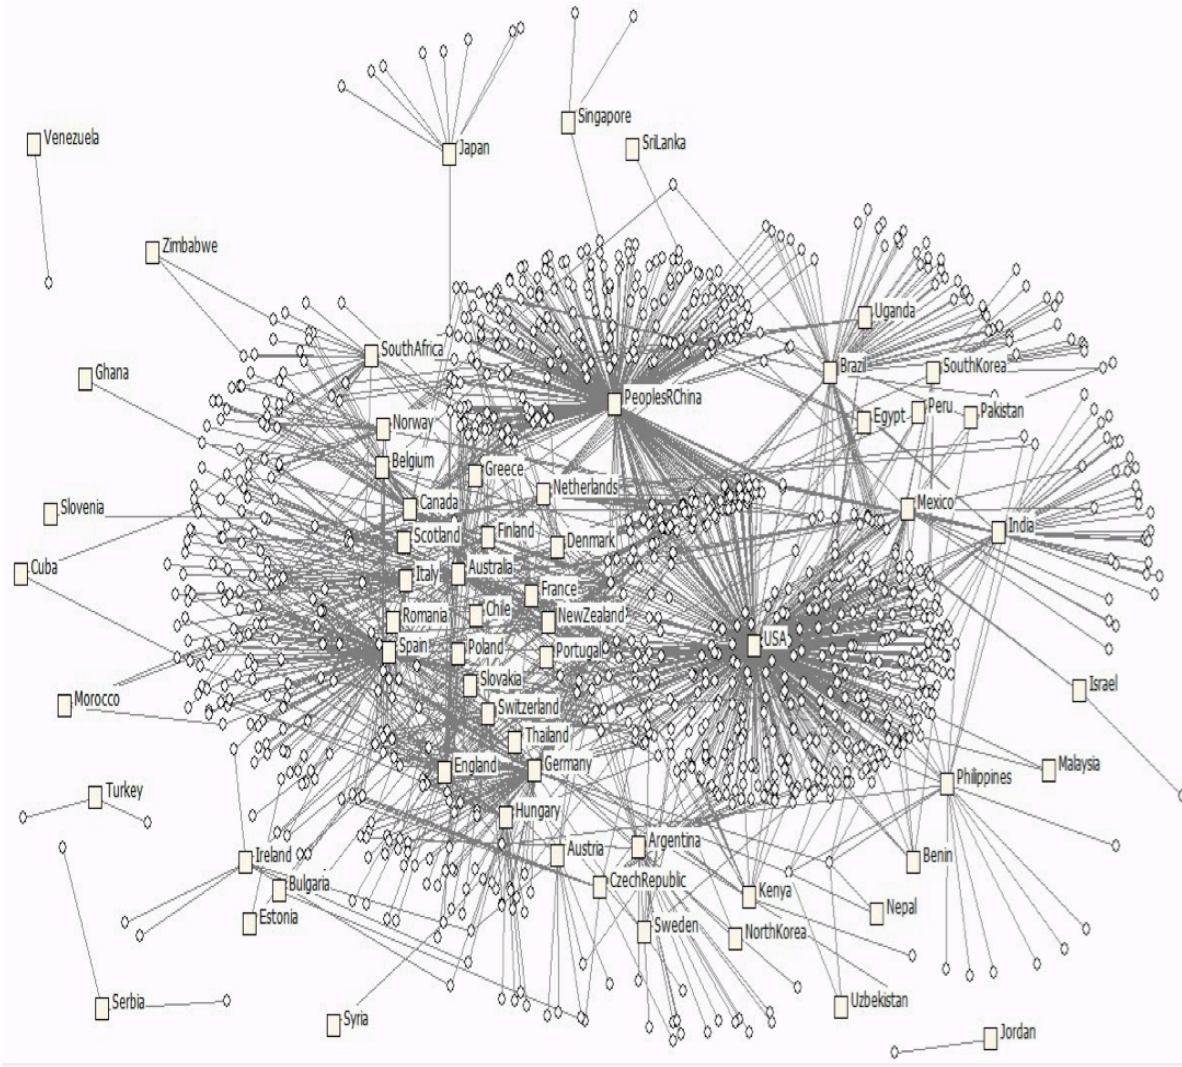 Singapore
Venezuela
SriLanka
Japan
Zimbabwe
Uganda
SouthAfrica
Ghana
Brazil
SouthKorea
PeoplesRChina
Norway
Egypt
Peru
Pakistan
Belgium
Greece
Netherlands
Canada
Mexico
Slovenia
India
Scotland
Finland
Denmark
Cuba
Italy
Australia
France
Romania
Chile
NewZealand
Spain
Poland
Portugal
USA
Slovakia
Israel
Morocco
Switzerland
Thailand
England
Germany
Malaysia
Philippines
Turkey
Hungary
Argentina
Ireland
Austria
Benin
Bulgaria
CzechRepublic
Kenya
Estonia
Nepal
Sweden
NorthKorea
Serbia
Uzbekistan
Syria
Jordan